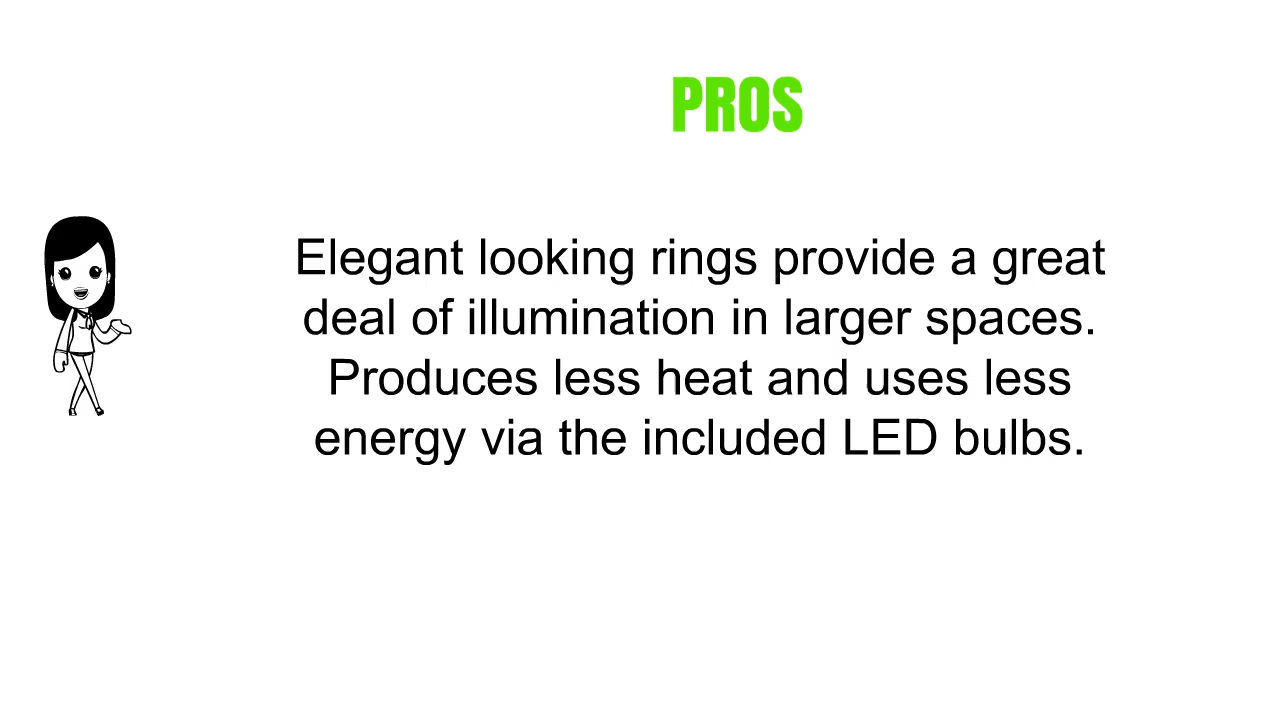 PROS
Elegant looking rings provide a great
deal of illumination in larger spaces.
Produces less heat and uses less
energy via the included LED bulbs.